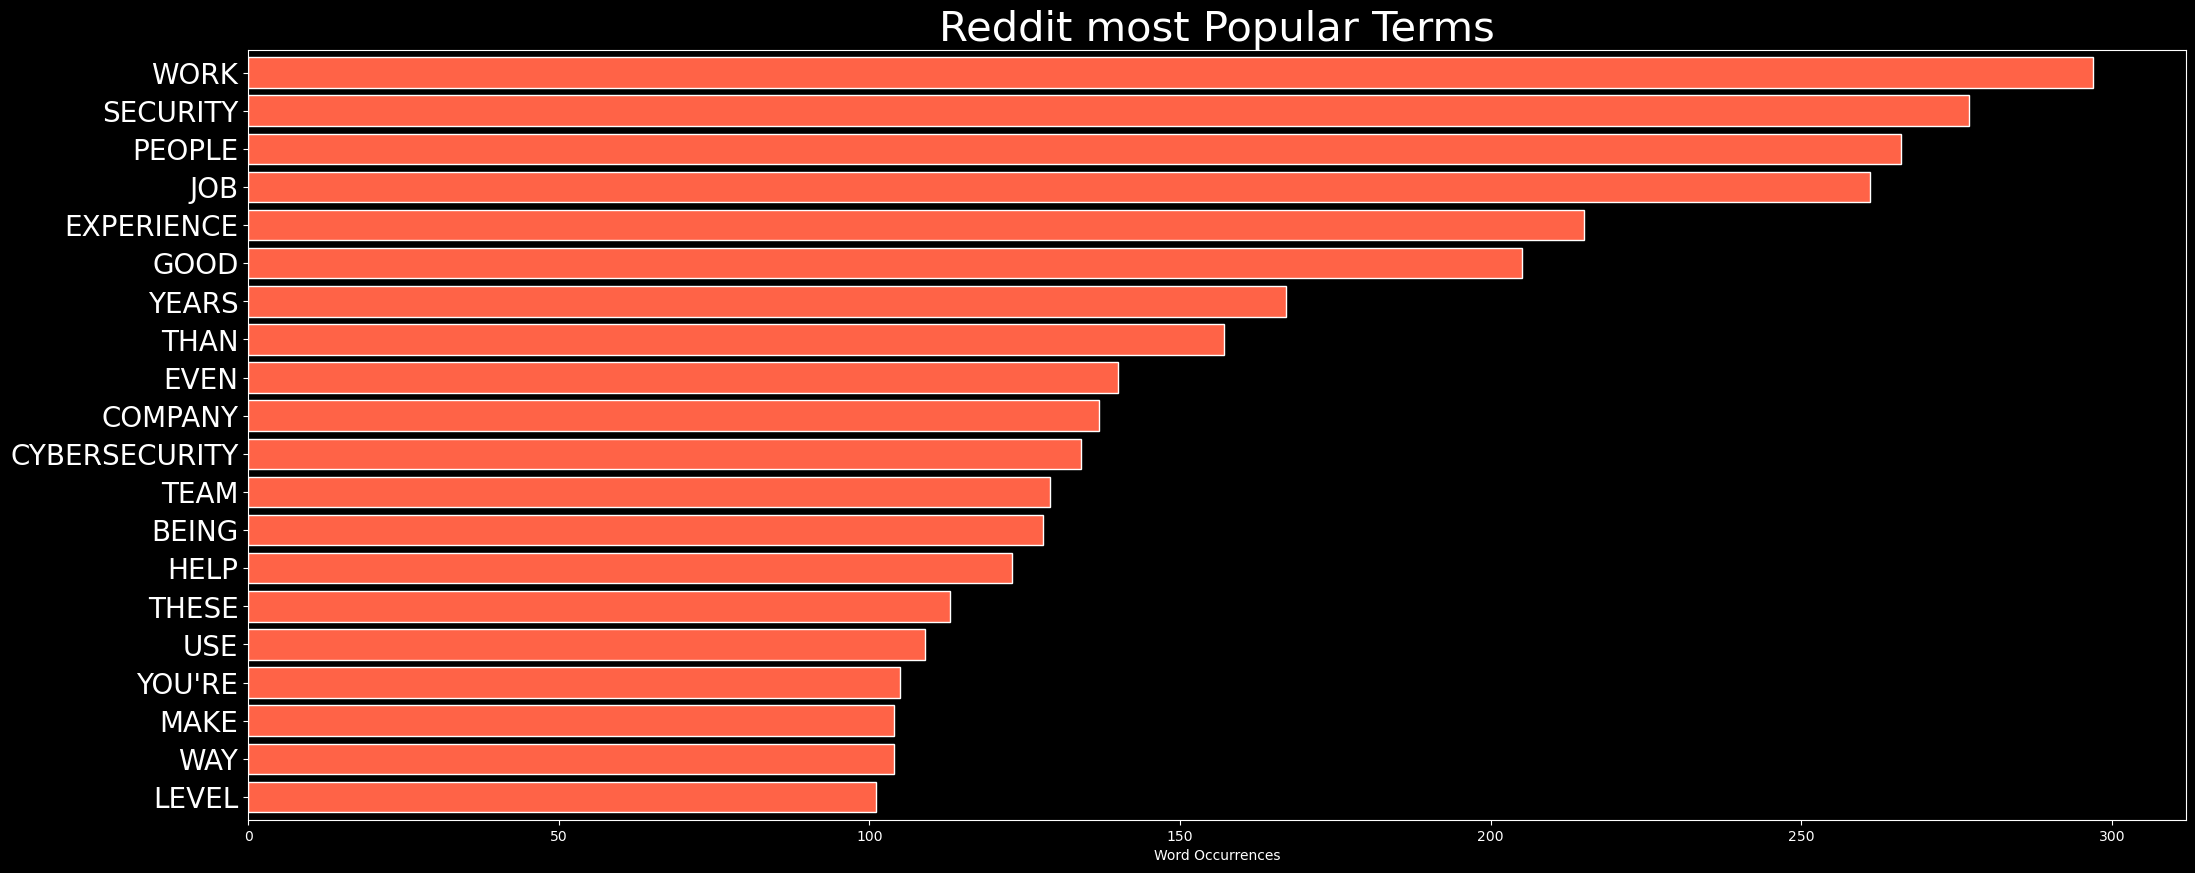 Reddit most Popular Terms
WORK
SECURITY
PEOPLE
JOB
EXPERIENCE
GOOD
YEARS
THAN
EVEN
COMPANY
CYBERSECURITY
TEAM
BEING
HELP
THESE
USE
YOU'RE
MAKE
WAY
LEVEL
0 50 100 150 200 250 300
Word Occurrences